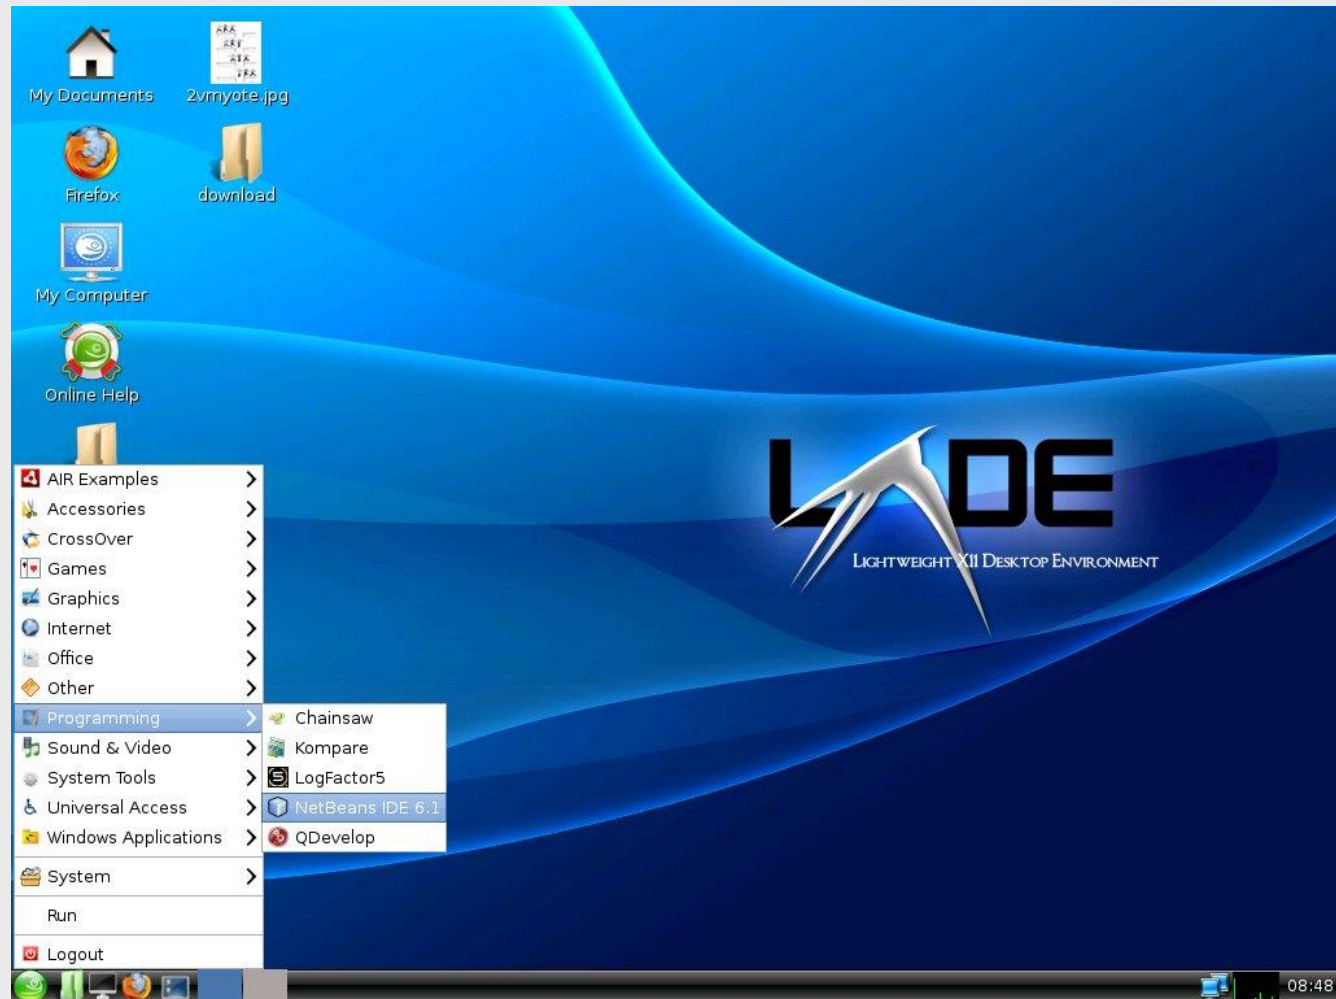 My Documents
2vmyote.jpg
Firefox
download
My Computer
Online Help
AIR Examples
Accessories
CrossOver
Games
Graphics
Internet
Office
Other
Programming
Sound & Video
System Tools
Universal Access
Windows Applications
System
Run
Logout
Chainsaw
Kompare
LogFactor5
NetBeans IDE 6.1
QDevelop
LXDE
LIGHTWEIGHT X11 DESKTOP ENVIRONMENT
08:48